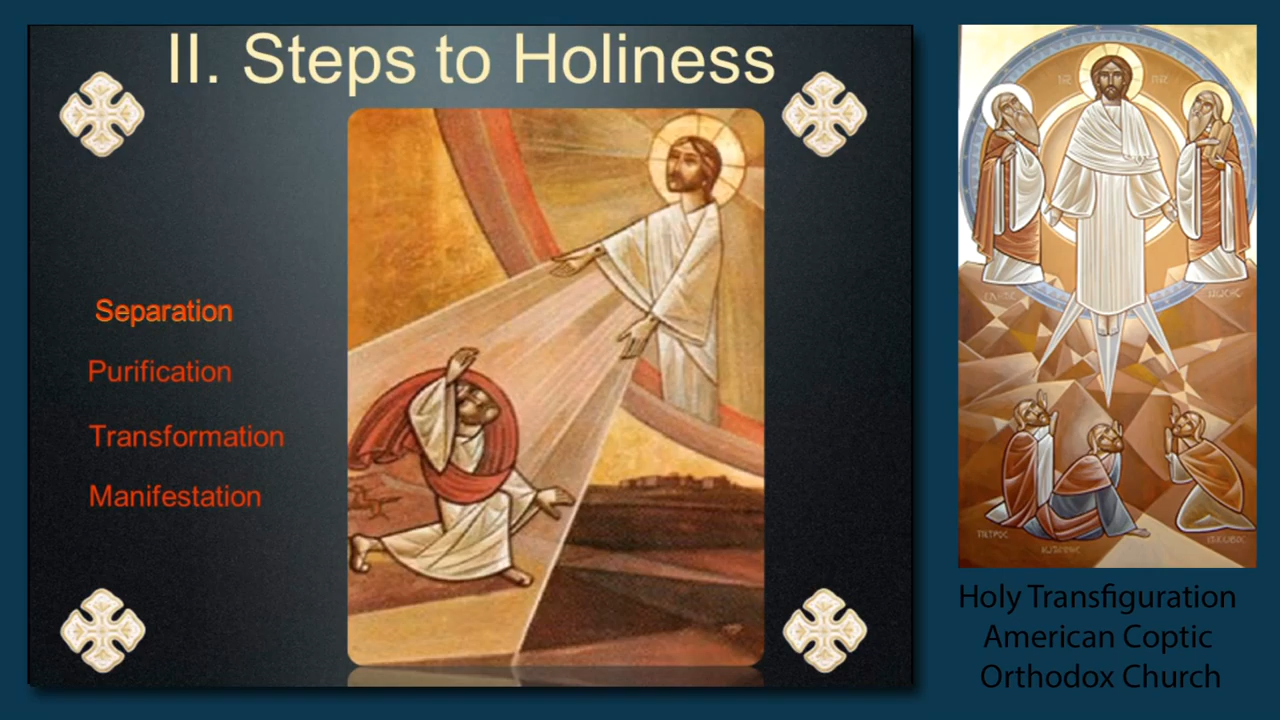 II. Steps to Holiness
Separation
Purification
Transformation
Manifestation
Holy Transfiguration
American Coptic
Orthodox Church